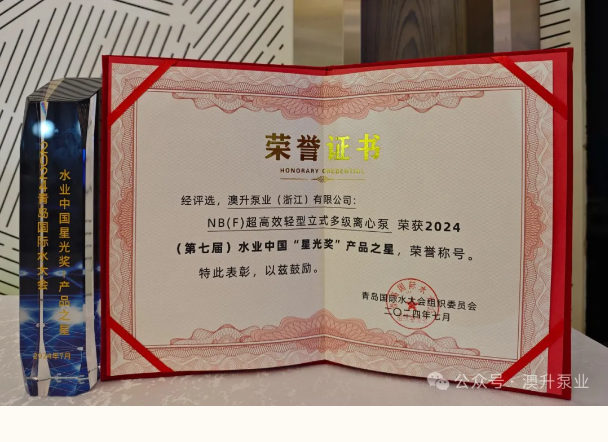 2024青岛国际水大会
水业中国星光奖·产品之星
2024年7月
荣誉证书
HONORARY CREDENTIAL
经评选，澳升泵业（浙江）有限公司：
NB(F)超高效轻型立式多级离心泵 荣获2024
（第七届）水业中国“星光奖”产品之星，荣誉称号。
特此表彰，以兹鼓励。
青岛国际水大会组织委员会
二〇二四年七月
公众号·澳升泵业